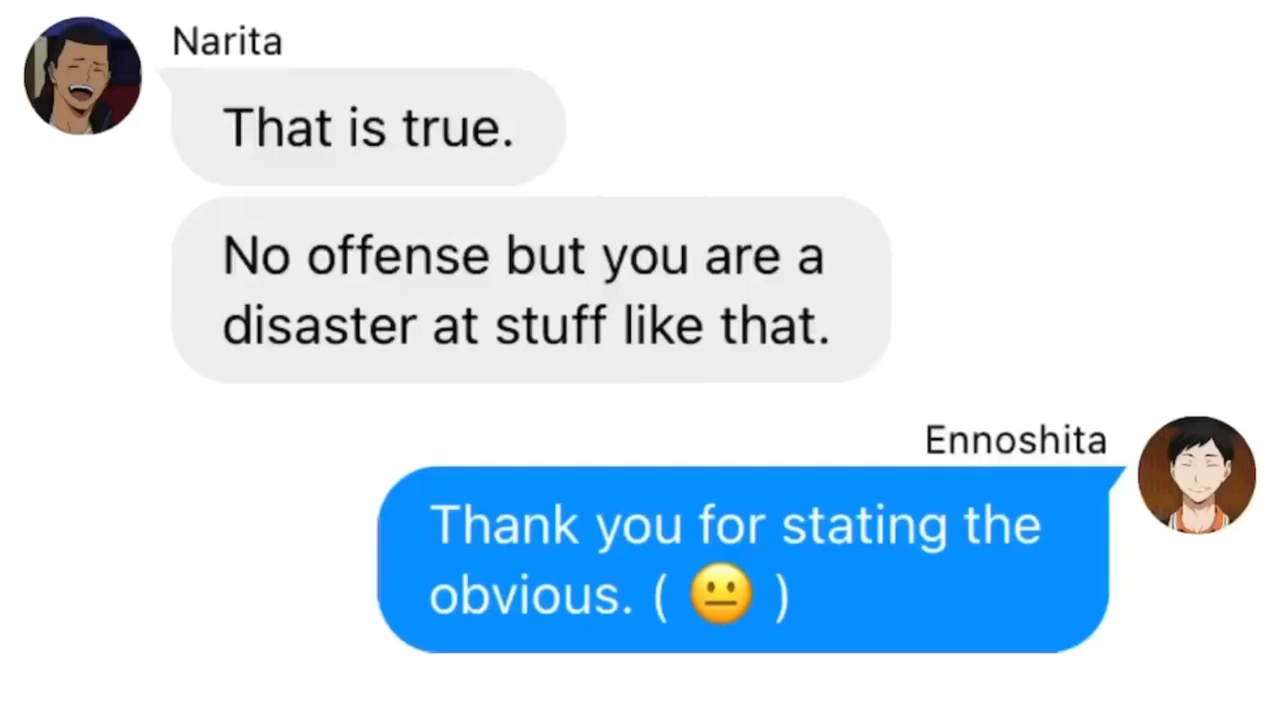 Narita
That is true.
No offense but you are a
disaster at stuff like that.
Ennoshita
Thank you for stating the
obvious. ( 😐 )